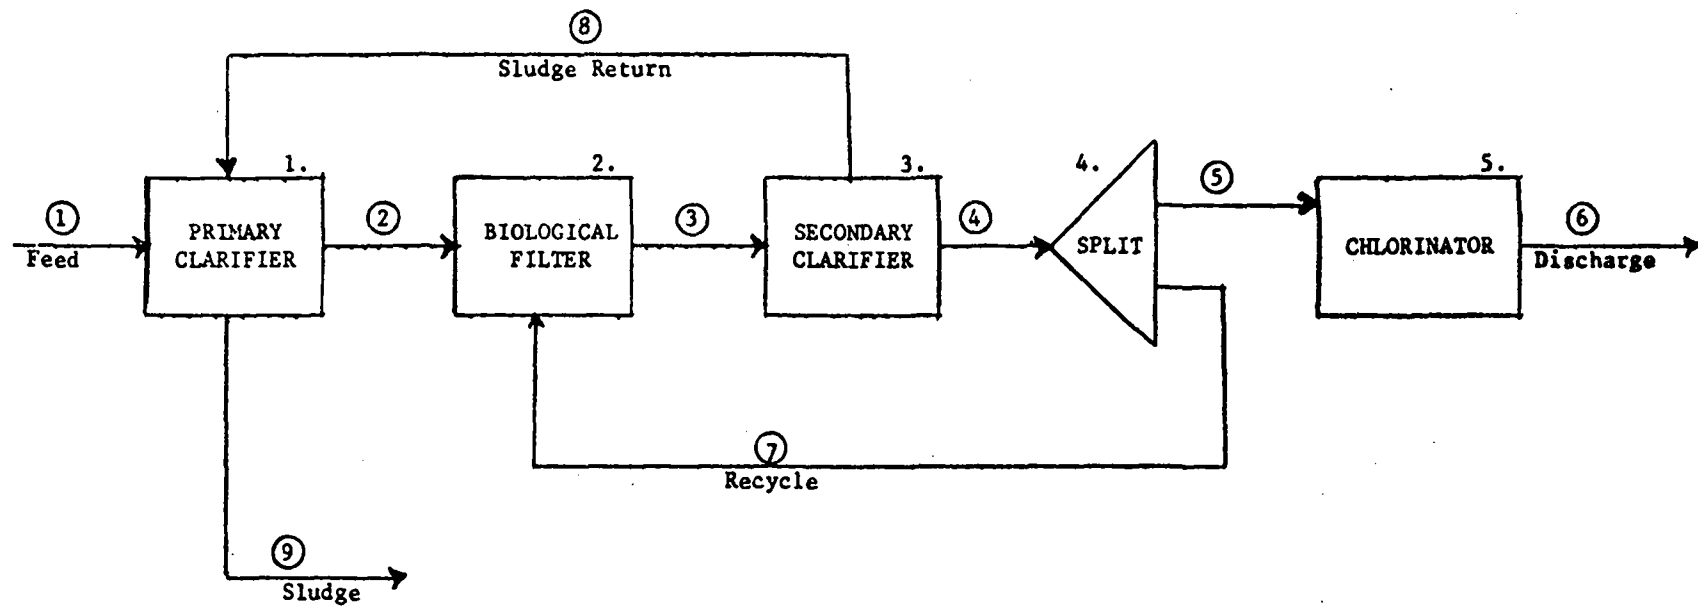 ⑧
Sludge Return
1.
2.
3.
4.
5.
①
②
③
④
⑤
⑥
Feed
PRIMARY
CLARIFIER
BIOLOGICAL
FILTER
SECONDARY
CLARIFIER
SPLIT
CHLORINATOR
Discharge
⑦
Recycle
⑨
Sludge